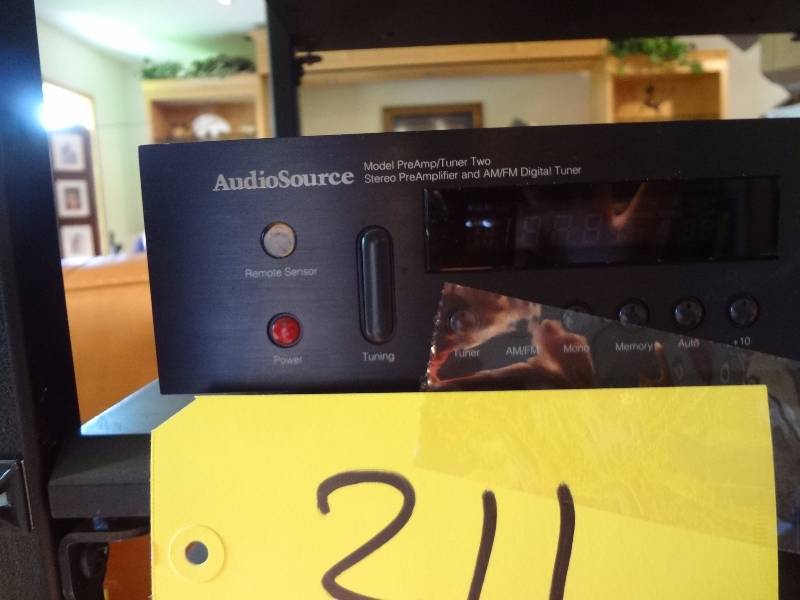 AudioSource
Model PreAmp/Tuner Two
Stereo PreAmplifier and AM/FM Digital Tuner
Remote Sensor
Power
Tuning
Tuner AM/FM Mono Memory Auto +10
211